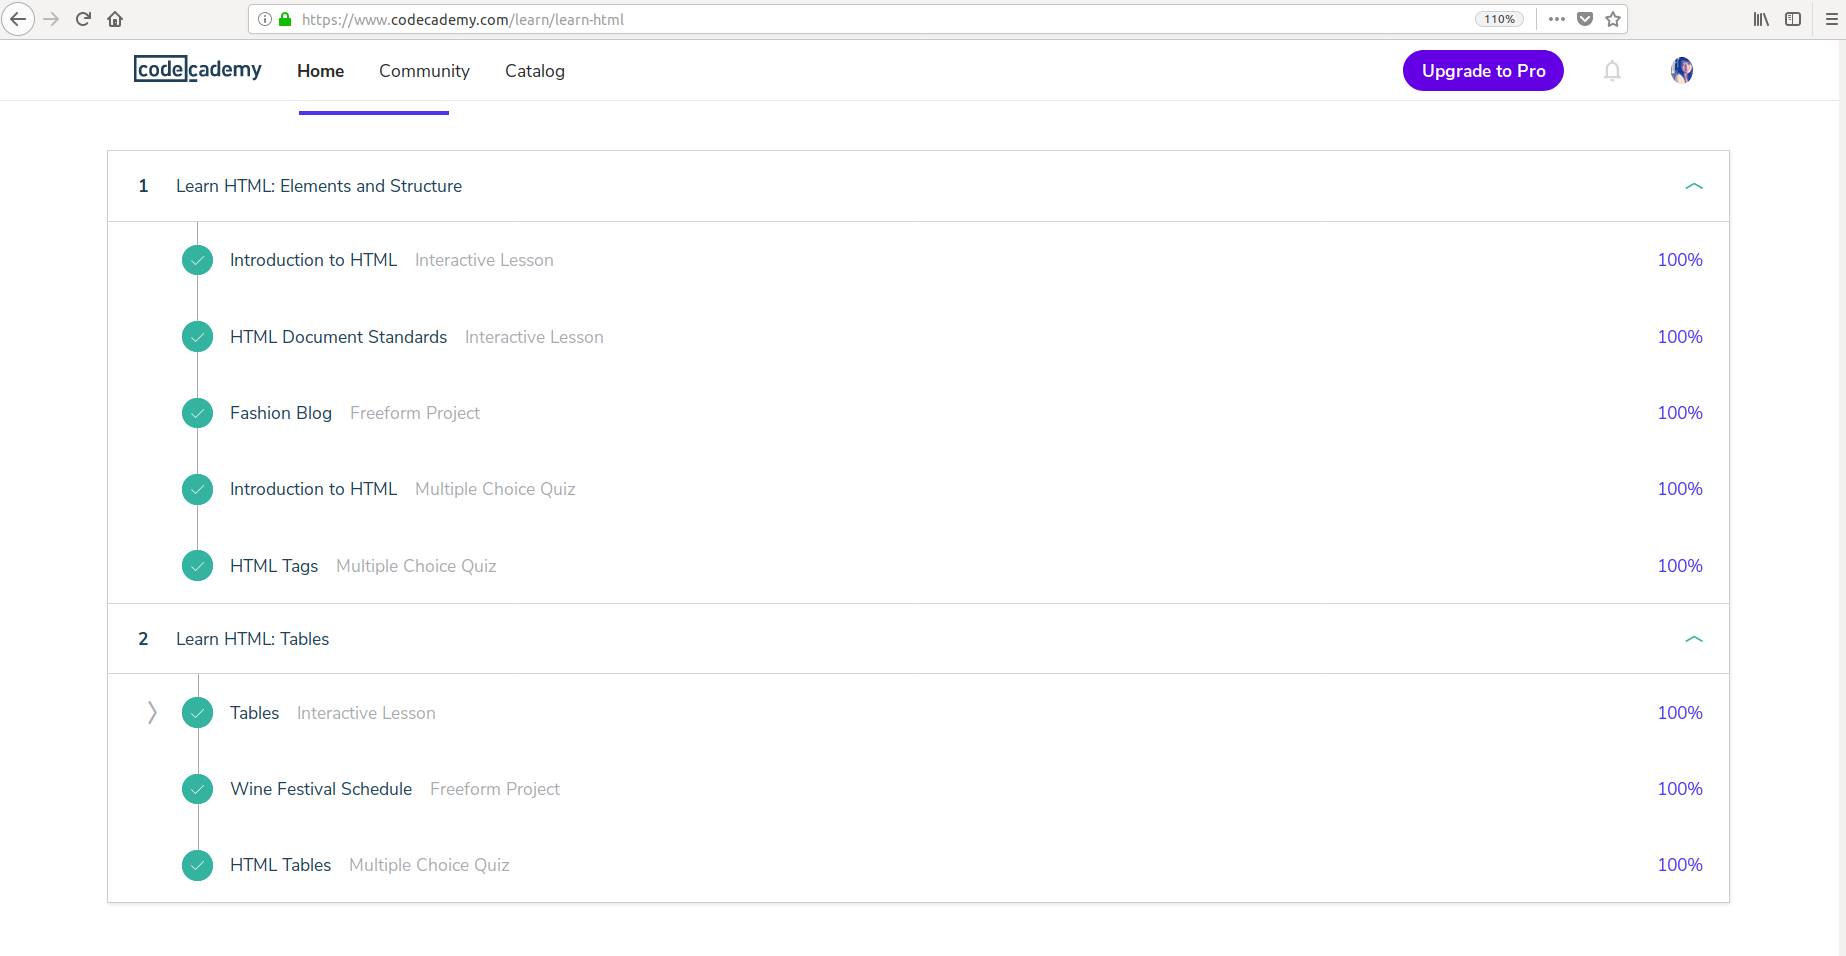 https://www.codecademy.com/learn/learn-html 110%
codecademy Home Community Catalog Upgrade to Pro
1 Learn HTML: Elements and Structure
Introduction to HTML Interactive Lesson 100%
HTML Document Standards Interactive Lesson 100%
Fashion Blog Freeform Project 100%
Introduction to HTML Multiple Choice Quiz 100%
HTML Tags Multiple Choice Quiz 100%
2 Learn HTML: Tables
Tables Interactive Lesson 100%
Wine Festival Schedule Freeform Project 100%
HTML Tables Multiple Choice Quiz 100%